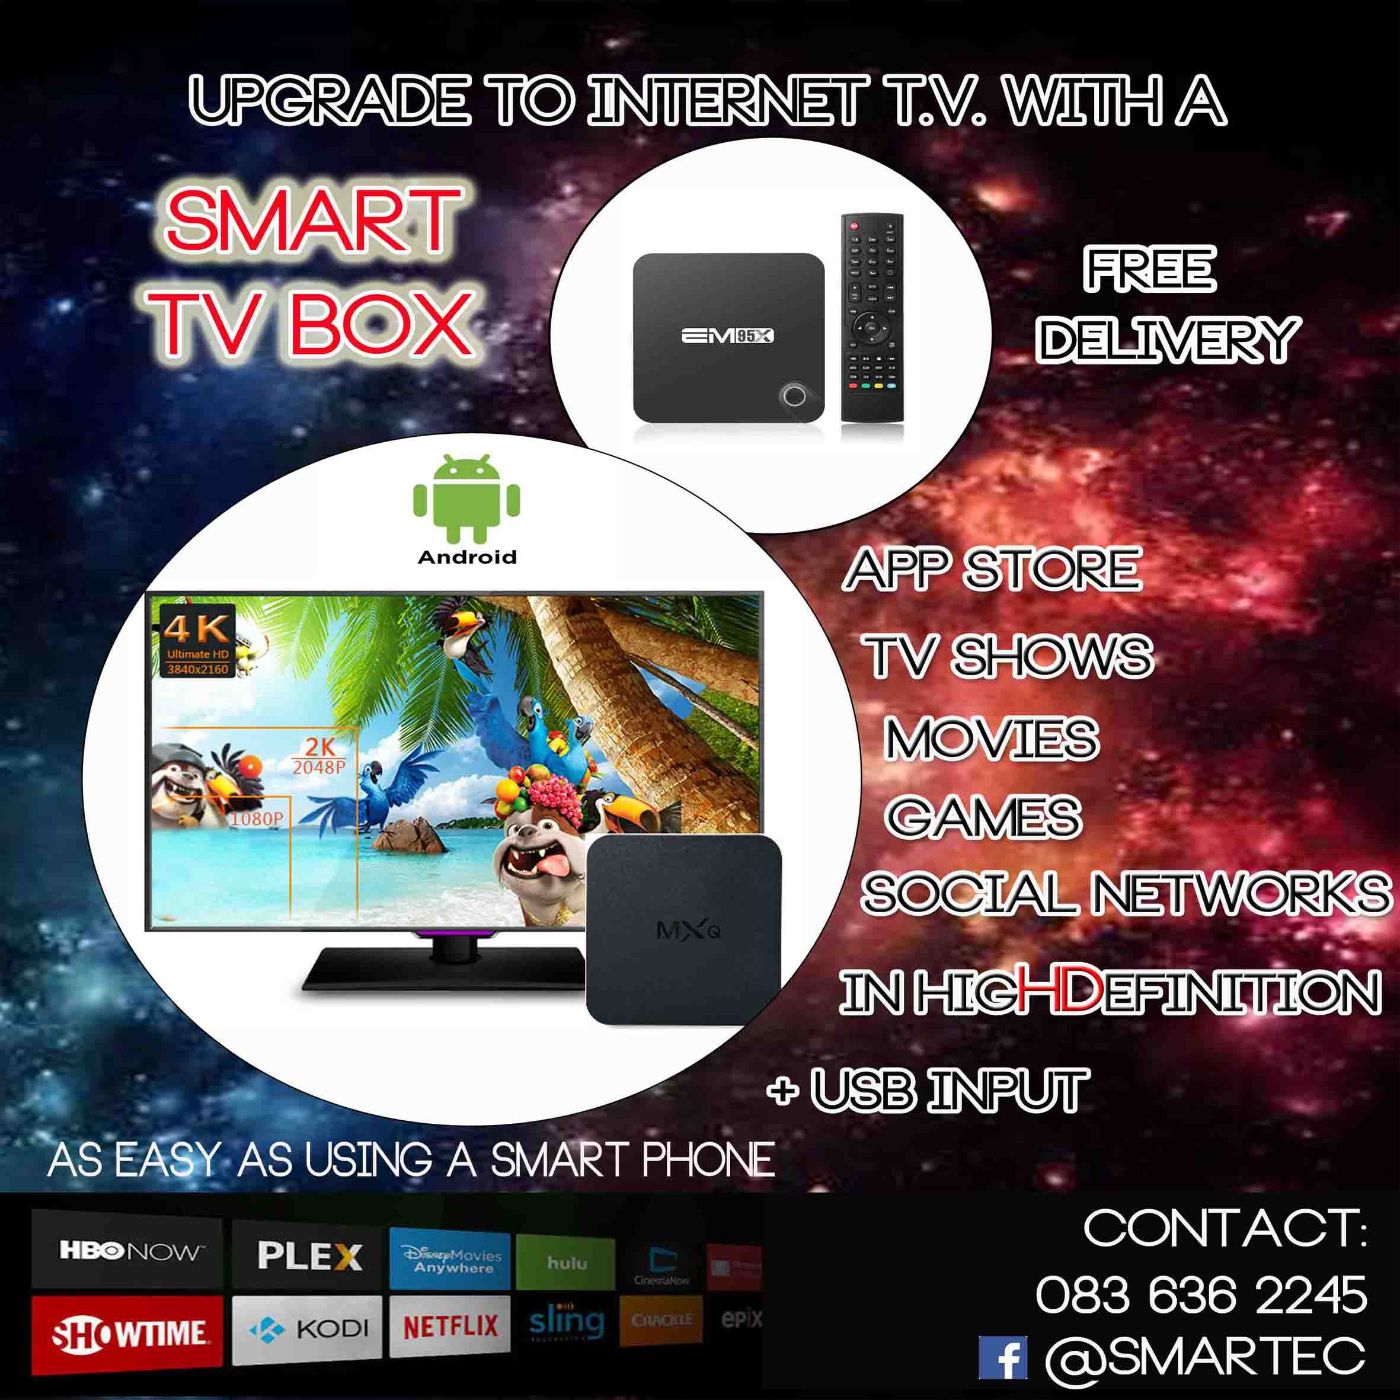 UPGRADE TO INTERNET T.V. WITH A
SMART
TV BOX
EM95X
FREE
DELIVERY
Android
4K
Ultimate HD
3840x2160
2K
2048P
1080P
MXQ
APP STORE
TV SHOWS
MOVIES
GAMES
SOCIAL NETWORKS
IN HIGHDEFINITION
+ USB INPUT
AS EASY AS USING A SMART PHONE
HBO NOW
PLEX
Disney Movies
Anywhere
hulu
CinemaNow
SHOWTIME
KODI
NETFLIX
sling
CRACKLE
epix
CONTACT:
083 636 2245
f @SMARTEC